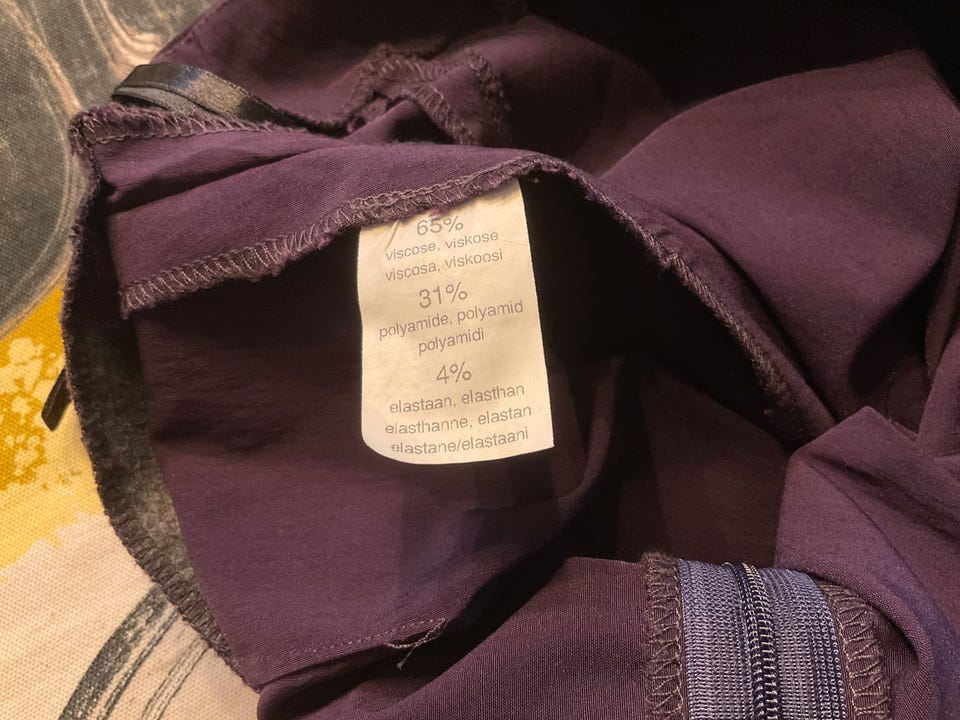 65%
viscose, viskose
viscosa, viskoosi
31%
polyamide, polyamid
polyamidi
4%
elastaan, elasthan
elasthanne, elastan
elastane/elastaani